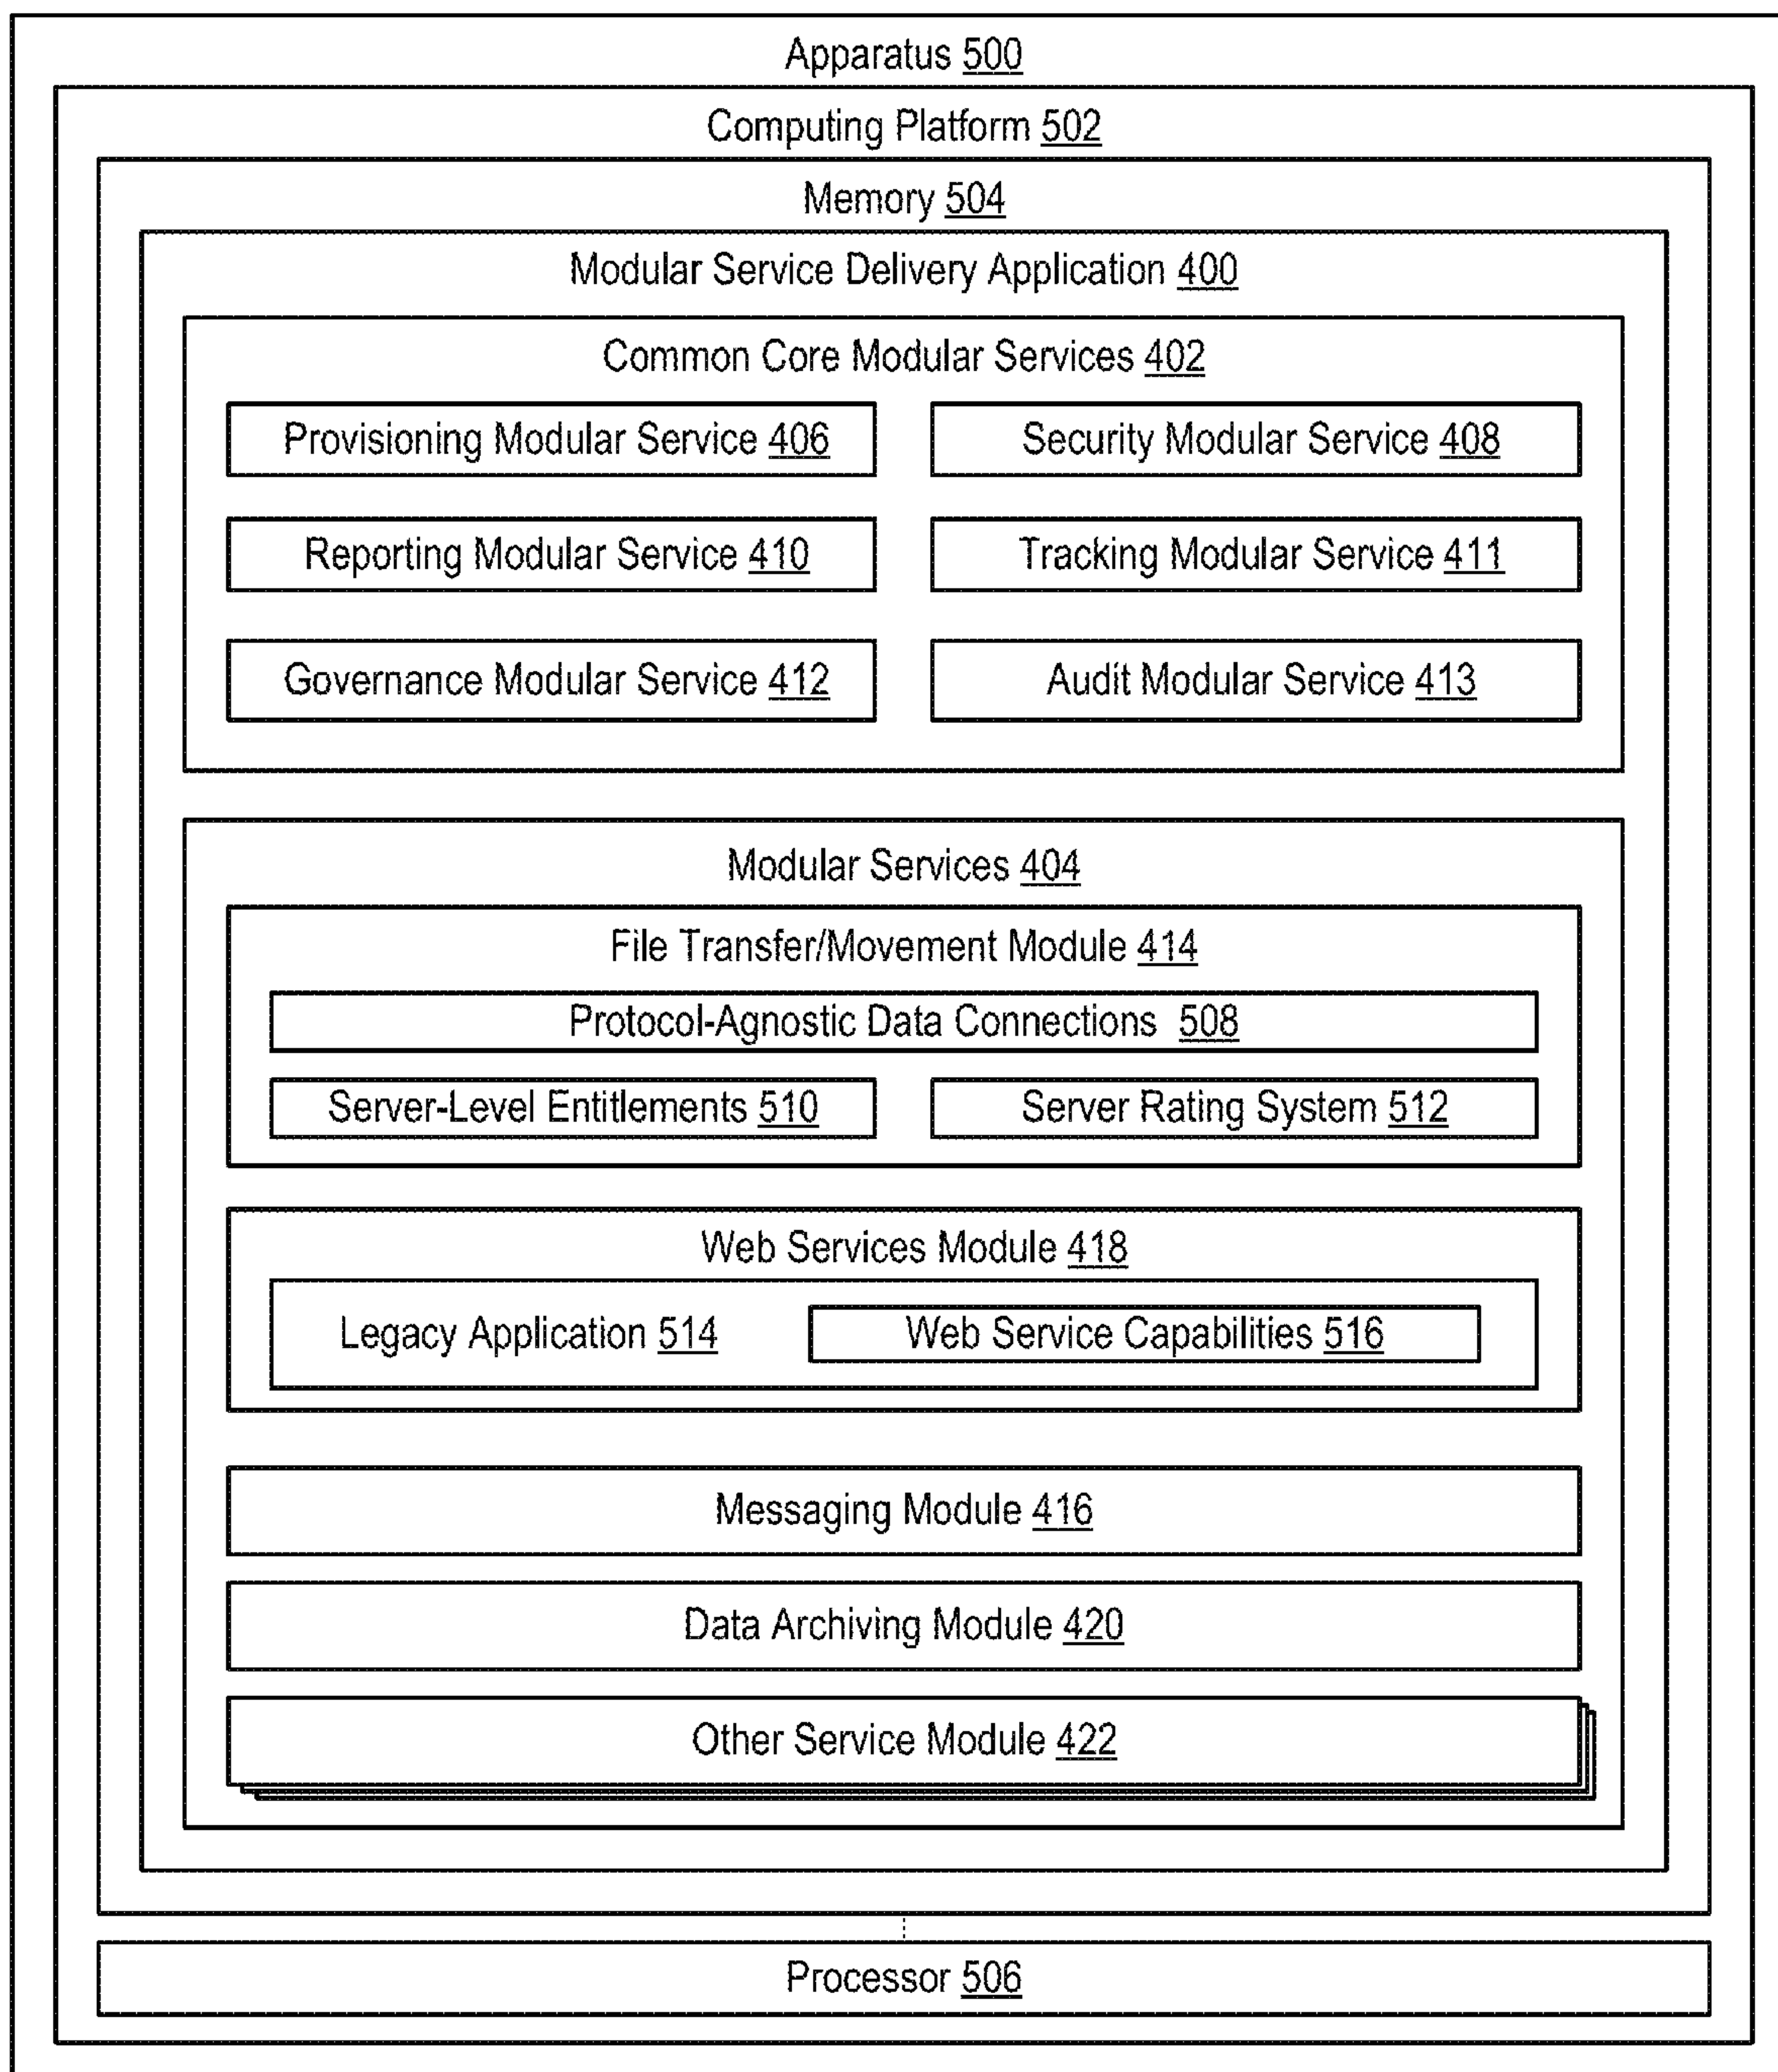 Apparatus 500
Computing Platform 502
Memory 504
Modular Service Delivery Application 400
Common Core Modular Services 402
Provisioning Modular Service 406
Security Modular Service 408
Reporting Modular Service 410
Tracking Modular Service 411
Governance Modular Service 412
Audit Modular Service 413
Modular Services 404
File Transfer/Movement Module 414
Protocol-Agnostic Data Connections 508
Server-Level Entitlements 510
Server Rating System 512
Web Services Module 418
Legacy Application 514
Web Service Capabilities 516
Messaging Module 416
Data Archiving Module 420
Other Service Module 422
Processor 506